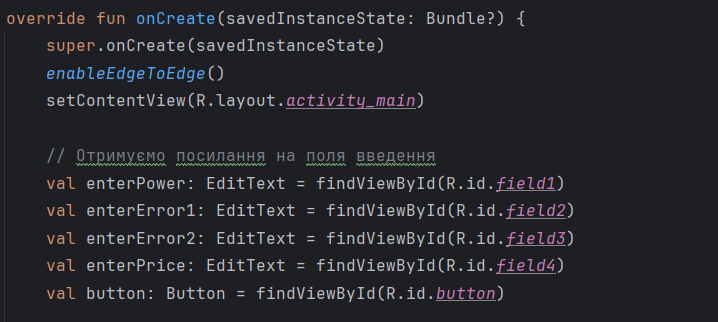 override fun onCreate(savedInstanceState: Bundle?) {
super.onCreate(savedInstanceState)
enableEdgeToEdge()
setContentView(R.layout.activity_main)
// Отримуємо посилання на поля введення
val enterPower: EditText = findViewById(R.id.field1)
val enterError1: EditText = findViewById(R.id.field2)
val enterError2: EditText = findViewById(R.id.field3)
val enterPrice: EditText = findViewById(R.id.field4)
val button: Button = findViewById(R.id.button)